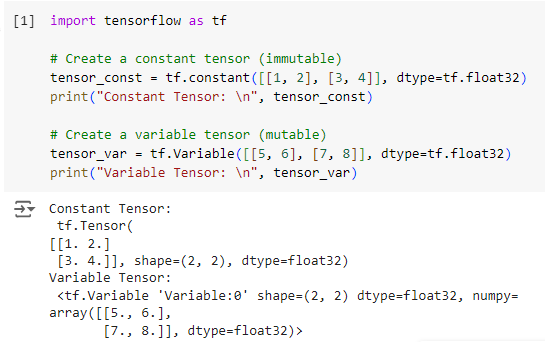 [1] import tensorflow as tf
# Create a constant tensor (immutable)
tensor_const = tf.constant([[1, 2], [3, 4]], dtype=tf.float32)
print("Constant Tensor: \n", tensor_const)
# Create a variable tensor (mutable)
tensor_var = tf.Variable([[5, 6], [7, 8]], dtype=tf.float32)
print("Variable Tensor: \n", tensor_var)
Constant Tensor:
 tf.Tensor(
[[1. 2.]
 [3. 4.]], shape=(2, 2), dtype=float32)
Variable Tensor:
 <tf.Variable 'Variable:0' shape=(2, 2) dtype=float32, numpy=
array([[5., 6.],
       [7., 8.]], dtype=float32)>